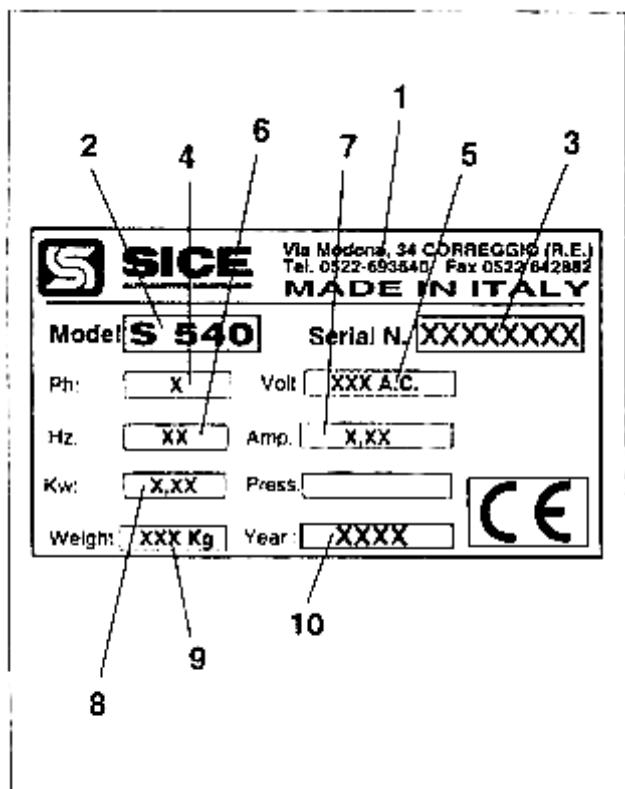 1
6
2 4 7 5 3
SICE Via Modena, 34 CORREGGIO (R.E.)
Tel. 0522-693640 Fax 0522-642882
MADE IN ITALY
Model S 540 Serial N. XXXXXXXX
Ph: X Volt XXX A.C.
Hz. XX Amp. X,XX
Kw: X,XX Press.
Weight XXX Kg Year: XXXX
CE
10
9
8